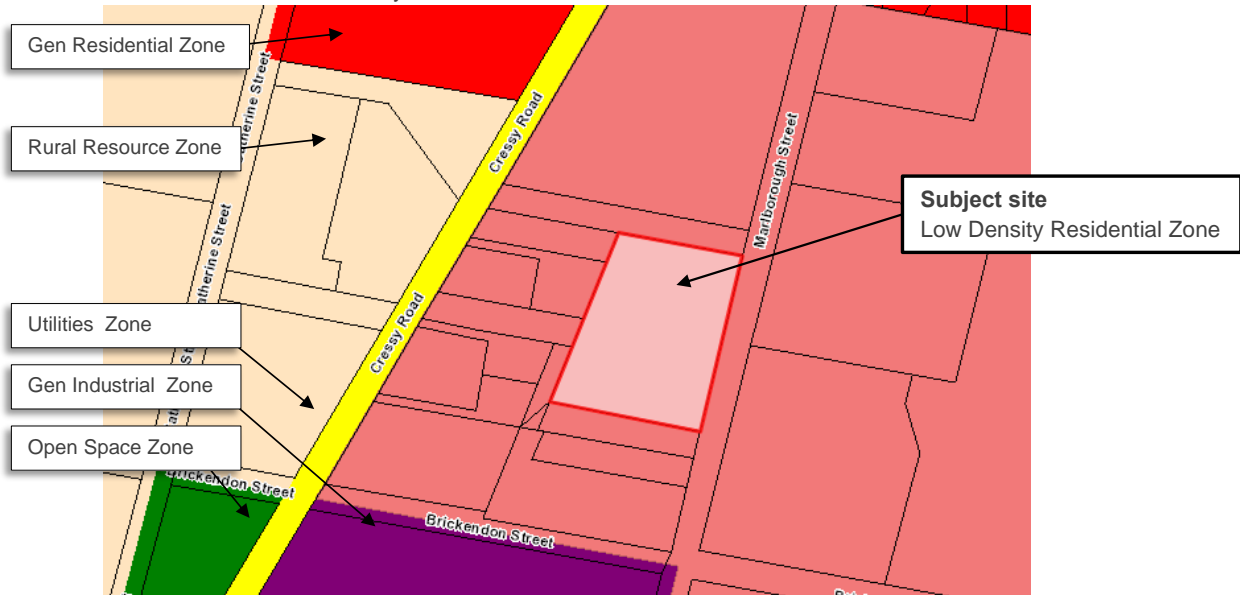 Gen Residential Zone
Rural Resource Zone
Utilities Zone
Gen Industrial Zone
Open Space Zone
Subject site
Low Density Residential Zone
Cressy Road
Cressy Road
Marlborough Street
Street
Brickendon Street
Brickendon Street